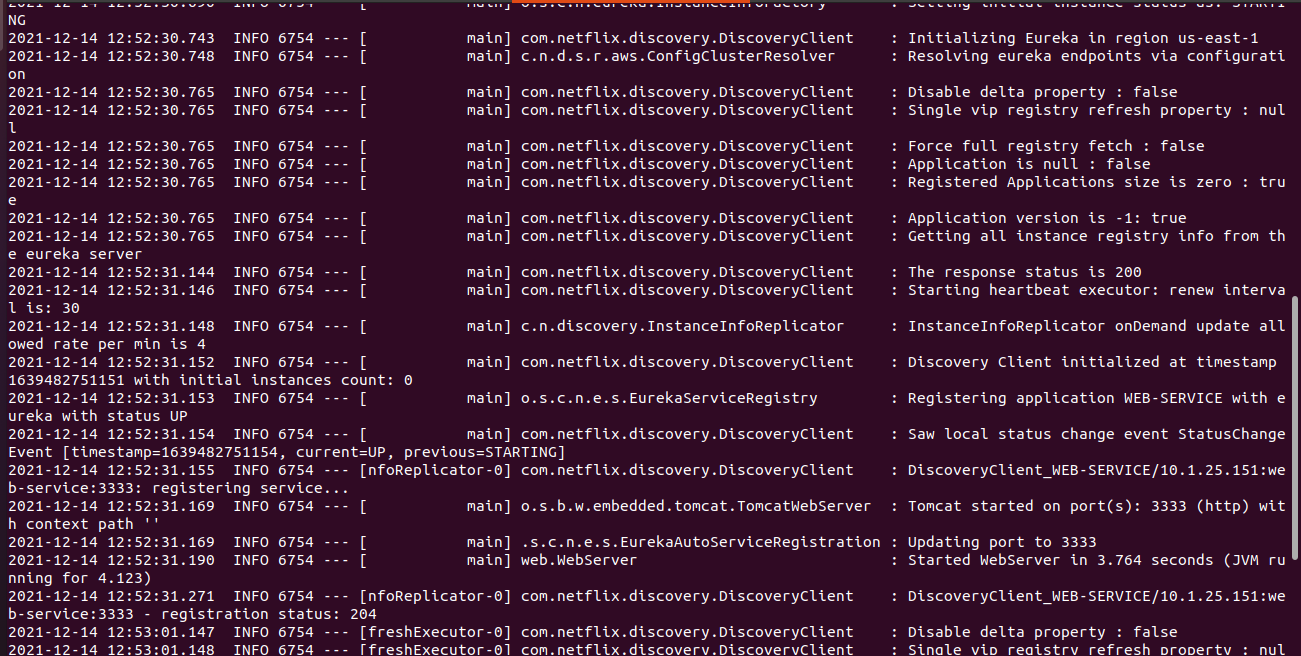 2021-12-14 12:52:30.690  INFO 6754 --- [           main] o.s.c.n.eureka.InstanceInfoFactory       : Setting initial instance status as: STARTI
NG
2021-12-14 12:52:30.743  INFO 6754 --- [           main] com.netflix.discovery.DiscoveryClient    : Initializing Eureka in region us-east-1
2021-12-14 12:52:30.748  INFO 6754 --- [           main] c.n.d.s.r.aws.ConfigClusterResolver      : Resolving eureka endpoints via configurati
on
2021-12-14 12:52:30.765  INFO 6754 --- [           main] com.netflix.discovery.DiscoveryClient    : Disable delta property : false
2021-12-14 12:52:30.765  INFO 6754 --- [           main] com.netflix.discovery.DiscoveryClient    : Single vip registry refresh property : nul
l
2021-12-14 12:52:30.765  INFO 6754 --- [           main] com.netflix.discovery.DiscoveryClient    : Force full registry fetch : false
2021-12-14 12:52:30.765  INFO 6754 --- [           main] com.netflix.discovery.DiscoveryClient    : Application is null : false
2021-12-14 12:52:30.765  INFO 6754 --- [           main] com.netflix.discovery.DiscoveryClient    : Registered Applications size is zero : tru
e
2021-12-14 12:52:30.765  INFO 6754 --- [           main] com.netflix.discovery.DiscoveryClient    : Application version is -1: true
2021-12-14 12:52:30.765  INFO 6754 --- [           main] com.netflix.discovery.DiscoveryClient    : Getting all instance registry info from th
e eureka server
2021-12-14 12:52:31.144  INFO 6754 --- [           main] com.netflix.discovery.DiscoveryClient    : The response status is 200
2021-12-14 12:52:31.146  INFO 6754 --- [           main] com.netflix.discovery.DiscoveryClient    : Starting heartbeat executor: renew interva
l is: 30
2021-12-14 12:52:31.148  INFO 6754 --- [           main] c.n.discovery.InstanceInfoReplicator     : InstanceInfoReplicator onDemand update all
owed rate per min is 4
2021-12-14 12:52:31.152  INFO 6754 --- [           main] com.netflix.discovery.DiscoveryClient    : Discovery Client initialized at timestamp
1639482751151 with initial instances count: 0
2021-12-14 12:52:31.153  INFO 6754 --- [           main] o.s.c.n.e.s.EurekaServiceRegistry        : Registering application WEB-SERVICE with e
ureka with status UP
2021-12-14 12:52:31.154  INFO 6754 --- [           main] com.netflix.discovery.DiscoveryClient    : Saw local status change event StatusChange
Event [timestamp=1639482751154, current=UP, previous=STARTING]
2021-12-14 12:52:31.155  INFO 6754 --- [nfoReplicator-0] com.netflix.discovery.DiscoveryClient    : DiscoveryClient_WEB-SERVICE/10.1.25.151:we
b-service:3333: registering service...
2021-12-14 12:52:31.169  INFO 6754 --- [           main] o.s.b.w.embedded.tomcat.TomcatWebServer  : Tomcat started on port(s): 3333 (http) wit
h context path ''
2021-12-14 12:52:31.169  INFO 6754 --- [           main] .s.c.n.e.s.EurekaAutoServiceRegistration : Updating port to 3333
2021-12-14 12:52:31.190  INFO 6754 --- [           main] web.WebServer                            : Started WebServer in 3.764 seconds (JVM ru
nning for 4.123)
2021-12-14 12:52:31.271  INFO 6754 --- [nfoReplicator-0] com.netflix.discovery.DiscoveryClient    : DiscoveryClient_WEB-SERVICE/10.1.25.151:we
b-service:3333 - registration status: 204
2021-12-14 12:53:01.147  INFO 6754 --- [freshExecutor-0] com.netflix.discovery.DiscoveryClient    : Disable delta property : false
2021-12-14 12:53:01.148  INFO 6754 --- [freshExecutor-0] com.netflix.discovery.DiscoveryClient    : Single vip registry refresh property : nul